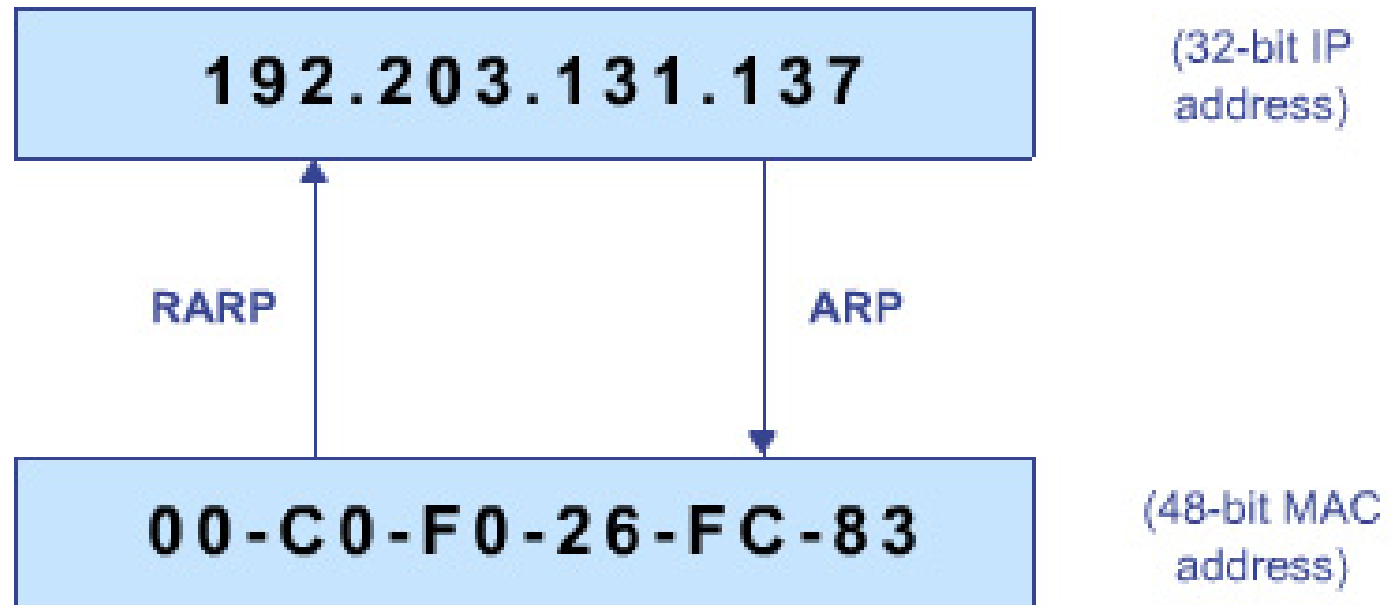 192.203.131.137
(32-bit IP
address)
RARP
ARP
00-C0-F0-26-FC-83
(48-bit MAC
address)